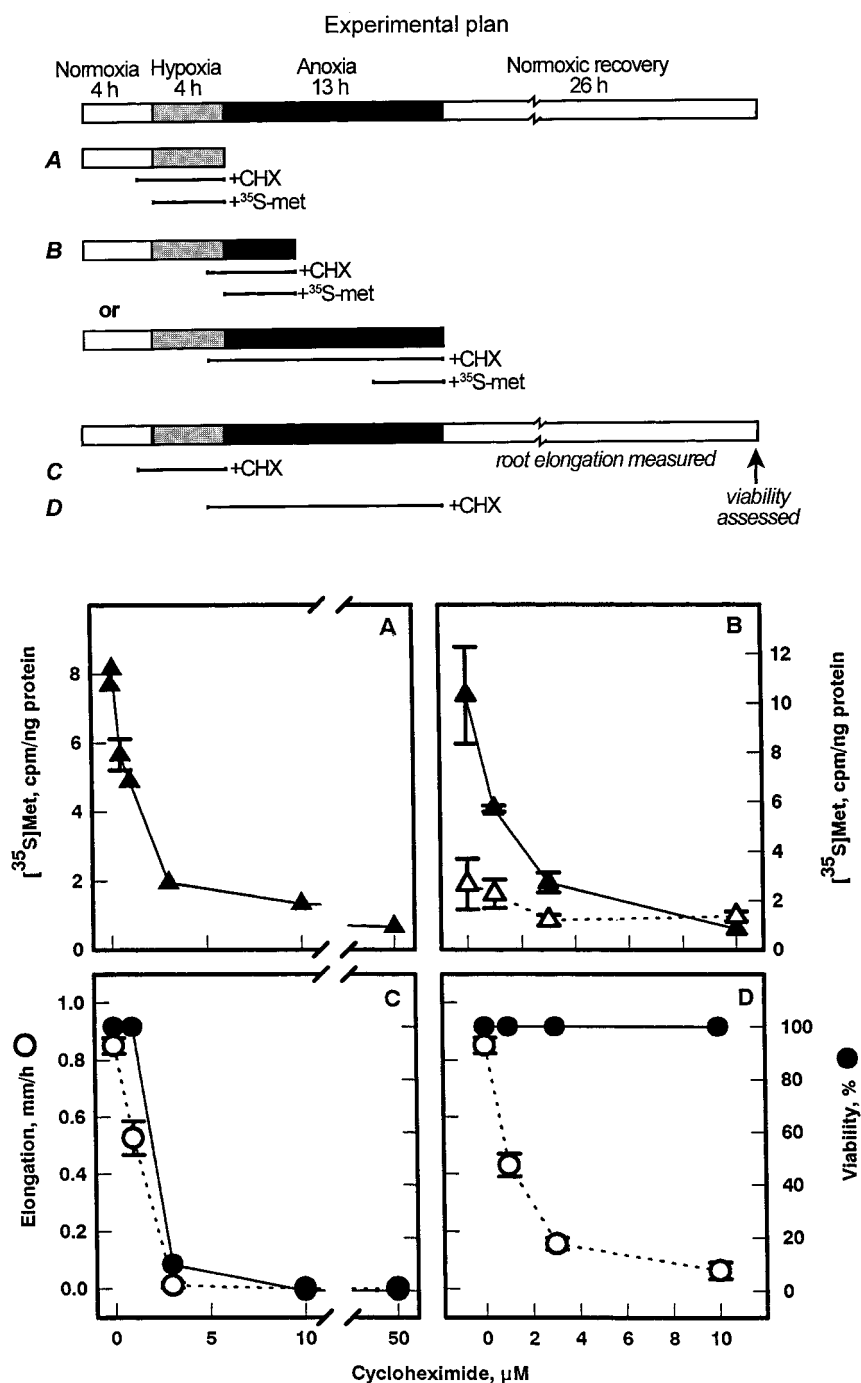 Experimental plan
Normoxia Hypoxia Anoxia Normoxic recovery
4 h 4 h 13 h 26 h
A
+CHX
+35S-met
B
+CHX
+35S-met
or
+CHX
+35S-met
root elongation measured
C +CHX
viability
assessed
D +CHX
A
[35S]Met, cpm/ng protein
8
6
4
2
0
B
[35S]Met, cpm/ng protein
12
10
8
6
4
2
0
C
Elongation, mm/h
1.0
0.8
0.6
0.4
0.2
0.0
0 5 10 50
D
Viability, %
100
80
60
40
20
0
0 2 4 6 8 10
Cycloheximide, µM